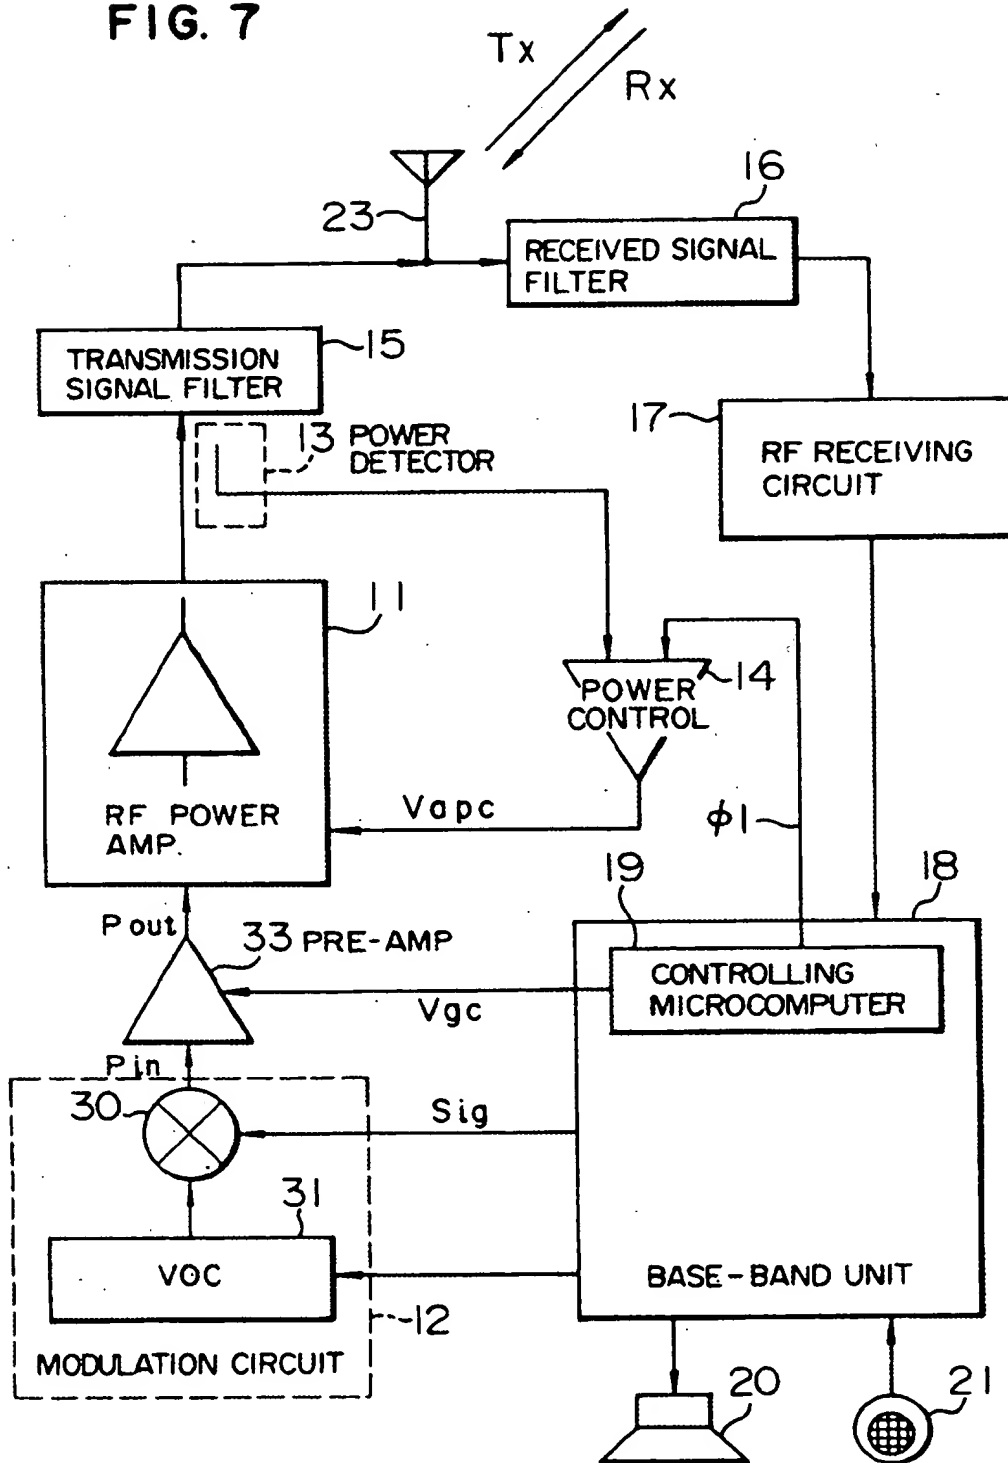 FIG. 7
Tx
Rx
16
23
RECEIVED SIGNAL
FILTER
15
TRANSMISSION
SIGNAL FILTER
17
13 POWER
DETECTOR
RF RECEIVING
CIRCUIT
11
14
POWER
CONTROL
Vapc
φ1
RF POWER
AMP.
19
18
Pout
33 PRE-AMP
CONTROLLING
MICROCOMPUTER
Vgc
Pin
30
Sig
31
VOC
BASE-BAND UNIT
12
MODULATION CIRCUIT
20
21